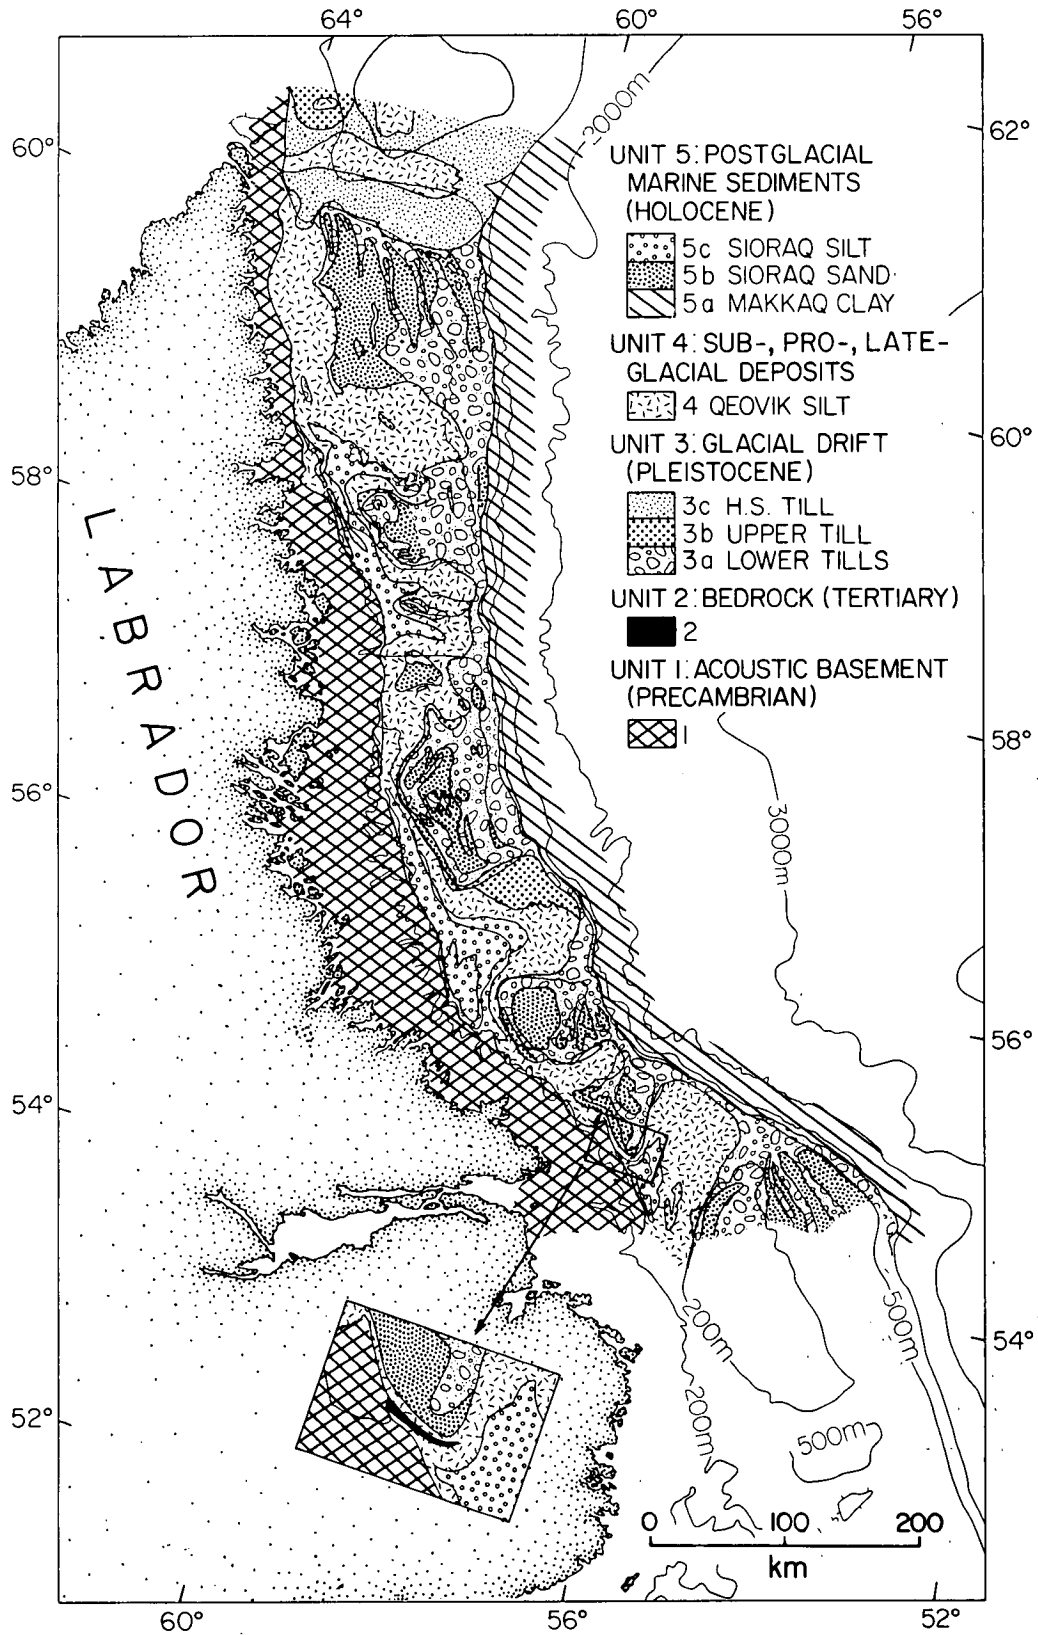 64° 60° 56°
2000m
60° 62°
UNIT 5: POSTGLACIAL
MARINE SEDIMENTS
(HOLOCENE)
5c SIORAQ SILT
5b SIORAQ SAND
5a MAKKAQ CLAY
UNIT 4: SUB-, PRO-, LATE-
GLACIAL DEPOSITS
4 QEOVIK SILT
60°
UNIT 3: GLACIAL DRIFT
(PLEISTOCENE)
58°
3c H.S. TILL
3b UPPER TILL
3a LOWER TILLS
UNIT 2: BEDROCK (TERTIARY)
2
UNIT 1: ACOUSTIC BASEMENT
(PRECAMBRIAN)
1
LABRADOR
58°
56°
3000m
56°
54°
200m
500m
54°
52°
200m
500m
0 100 200
km
60° 56° 52°